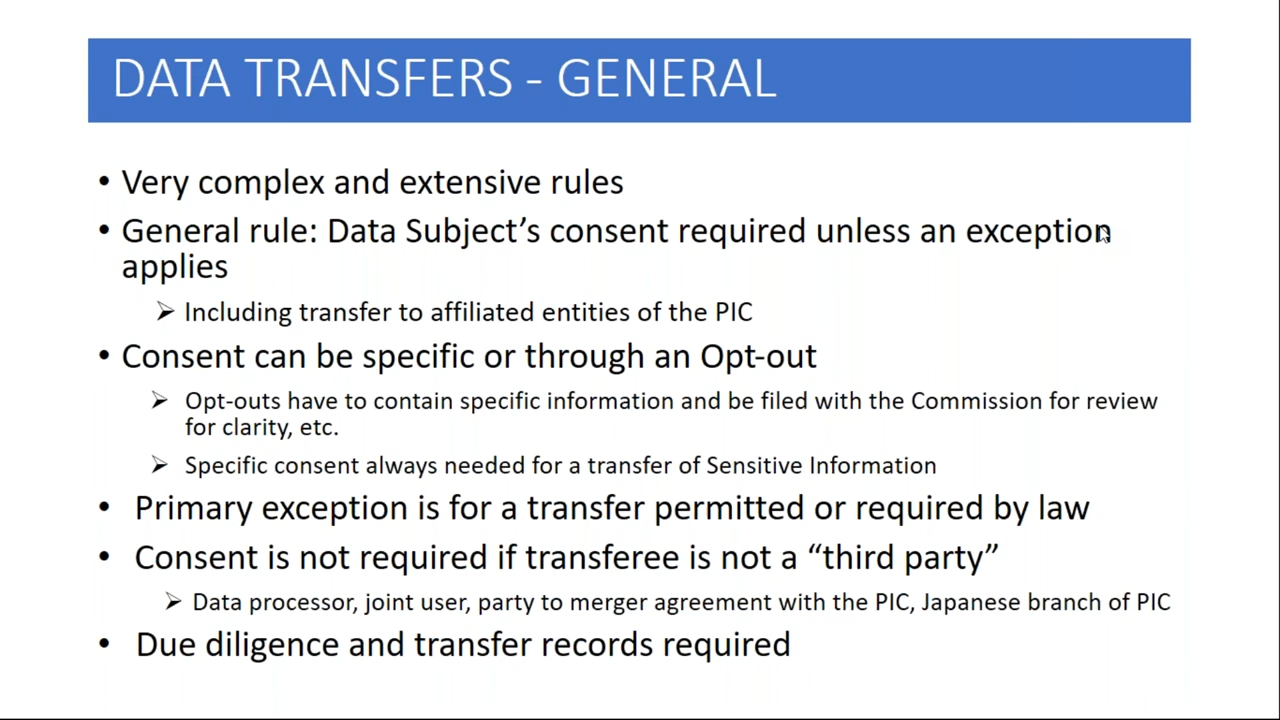 DATA TRANSFERS - GENERAL
• Very complex and extensive rules
• General rule: Data Subject’s consent required unless an exception
applies
➢ Including transfer to affiliated entities of the PIC
• Consent can be specific or through an Opt-out
➢ Opt-outs have to contain specific information and be filed with the Commission for review
for clarity, etc.
➢ Specific consent always needed for a transfer of Sensitive Information
• Primary exception is for a transfer permitted or required by law
• Consent is not required if transferee is not a “third party”
➢ Data processor, joint user, party to merger agreement with the PIC, Japanese branch of PIC
• Due diligence and transfer records required